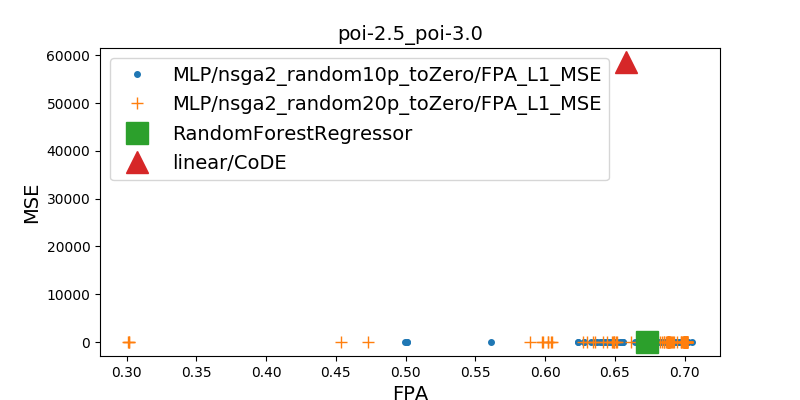 poi-2.5_poi-3.0
60000
50000
40000
30000
20000
10000
0
MSE
MLP/nsga2_random10p_toZero/FPA_L1_MSE
MLP/nsga2_random20p_toZero/FPA_L1_MSE
RandomForestRegressor
linear/CoDE
0.30 0.35 0.40 0.45 0.50 0.55 0.60 0.65 0.70
FPA